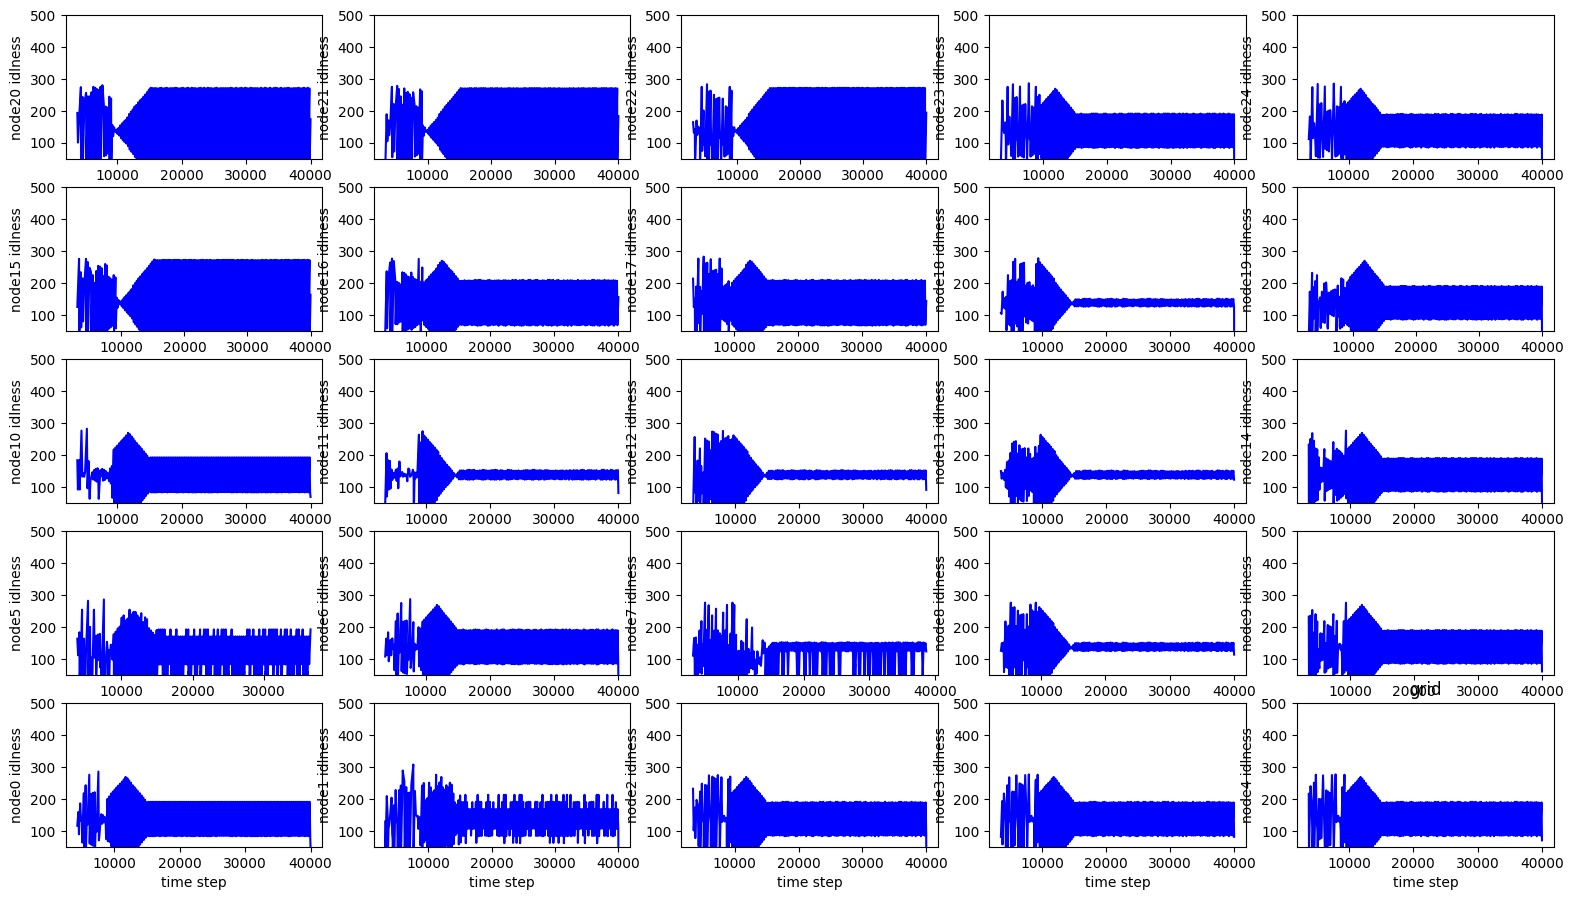 500 500 500 500 500
400 400 400 400 400
300 300 300 300 300
200 200 200 200 200
100 100 100 100 100
node20 idlness node21 idlness node22 idlness node23 idlness node24 idlness
10000 20000 30000 40000 10000 20000 30000 40000 10000 20000 30000 40000 10000 20000 30000 40000 10000 20000 30000 40000
500 500 500 500 500
400 400 400 400 400
300 300 300 300 300
200 200 200 200 200
100 100 100 100 100
node15 idlness node16 idlness node17 idlness node18 idlness node19 idlness
10000 20000 30000 40000 10000 20000 30000 40000 10000 20000 30000 40000 10000 20000 30000 40000 10000 20000 30000 40000
500 500 500 500 500
400 400 400 400 400
300 300 300 300 300
200 200 200 200 200
100 100 100 100 100
node10 idlness node11 idlness node12 idlness node13 idlness node14 idlness
10000 20000 30000 40000 10000 20000 30000 40000 10000 20000 30000 40000 10000 20000 30000 40000 10000 20000 30000 40000
500 500 500 500 500
400 400 400 400 400
300 300 300 300 300
200 200 200 200 200
100 100 100 100 100
node5 idlness node6 idlness node7 idlness node8 idlness node9 idlness
10000 20000 30000 10000 20000 30000 40000 10000 20000 30000 40000 10000 20000 30000 40000 10000 20000 30000 40000
grid
500 500 500 500 500
400 400 400 400 400
300 300 300 300 300
200 200 200 200 200
100 100 100 100 100
node0 idlness node1 idlness node2 idlness node3 idlness node4 idlness
10000 20000 30000 40000 10000 20000 30000 40000 10000 20000 30000 40000 10000 20000 30000 40000 10000 20000 30000 40000
time step time step time step time step time step